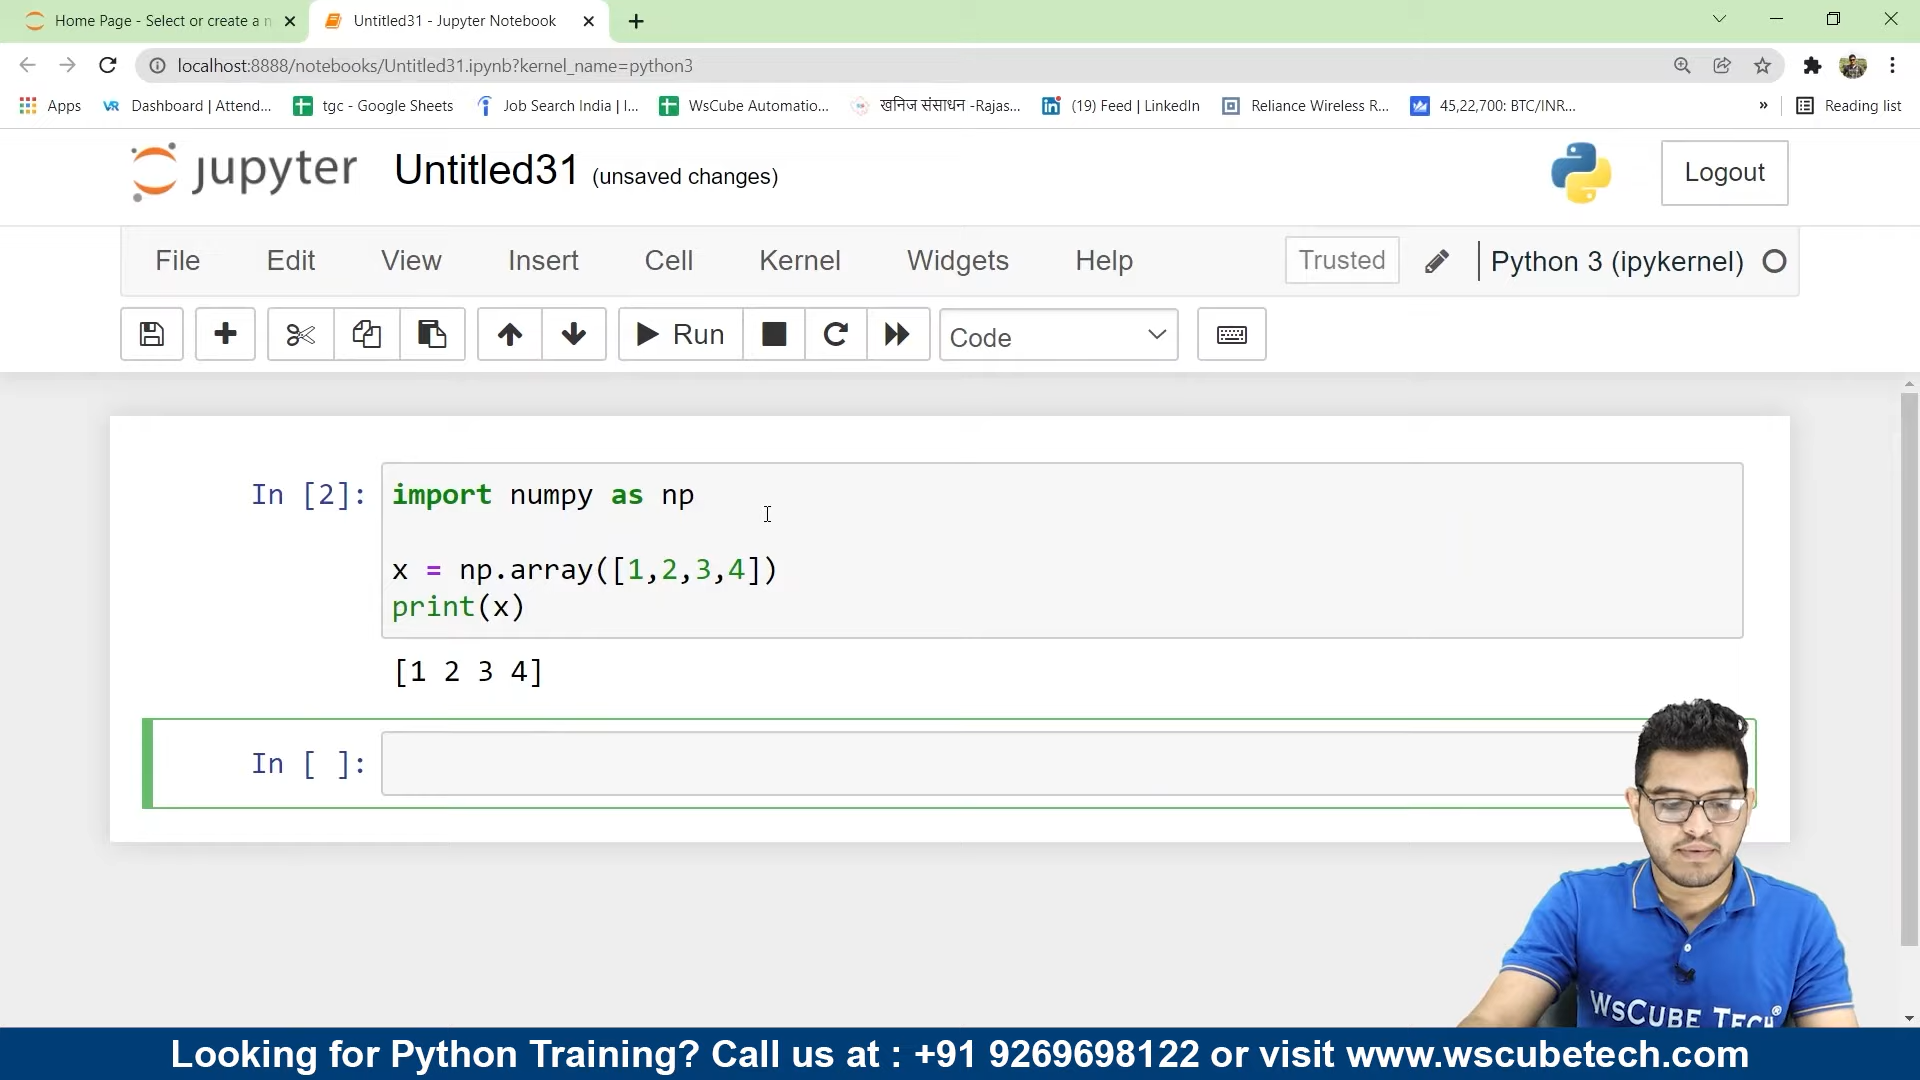 Home Page - Select or create a n
Untitled31 - Jupyter Notebook
localhost:8888/notebooks/Untitled31.ipynb?kernel_name=python3
Apps
Dashboard | Attend...
tgc - Google Sheets
Job Search India | I...
WsCube Automatio...
खनिज संसाधन -Rajas...
(19) Feed | LinkedIn
Reliance Wireless R...
45,22,700: BTC/INR...
»
Reading list
jupyter
Untitled31 (unsaved changes)
Logout
File Edit View Insert Cell Kernel Widgets Help
Trusted
Python 3 (ipykernel)
Run
Code
In [2]:
import numpy as np
x = np.array([1,2,3,4])
print(x)
[1 2 3 4]
In [ ]:
WsCUBE TECH®
Looking for Python Training? Call us at : +91 9269698122 or visit www.wscubetech.com